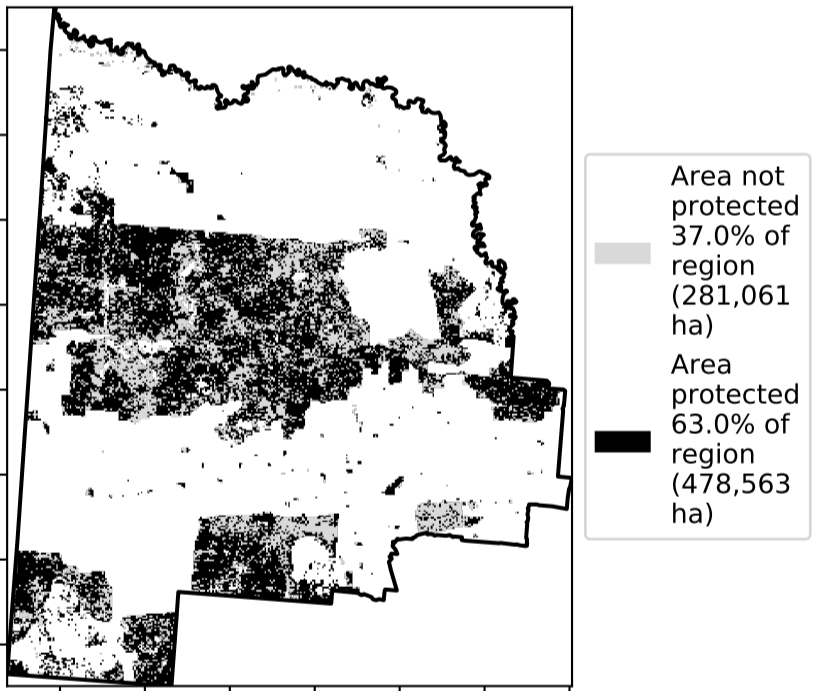 Area not
protected
37.0% of
region
(281,061
ha)
Area
protected
63.0% of
region
(478,563
ha)